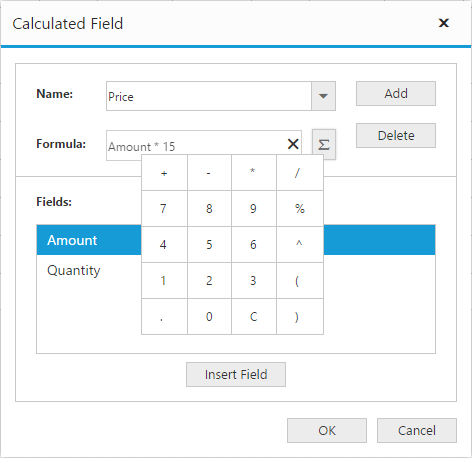 Calculated Field ×
Name: Price Add
Formula: Amount * 15 × Σ Delete
+ - * /
Fields: 7 8 9 %
Amount 4 5 6 ^
Quantity 1 2 3 (
. 0 C )
Insert Field
OK Cancel